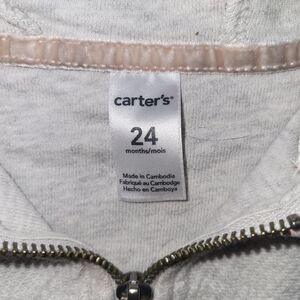 carter's®
24
months/mois
Made in Cambodia
Fabriqué au Cambodge
Hecho en Camboya